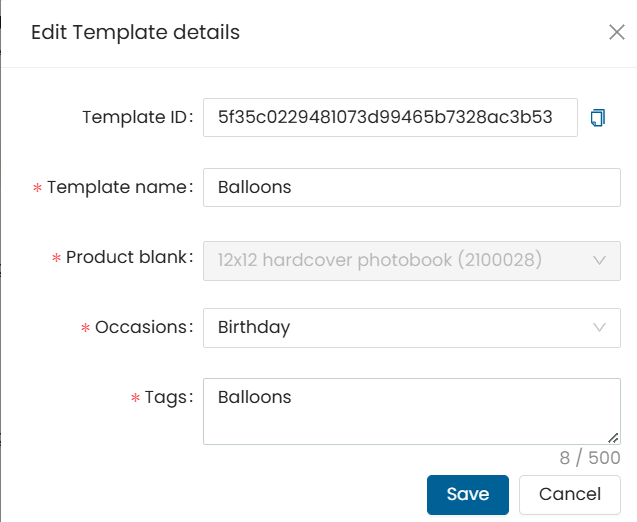 Edit Template details
Template ID: 5f35c0229481073d99465b7328ac3b53
* Template name: Balloons
* Product blank: 12x12 hardcover photobook (2100028)
* Occasions: Birthday
* Tags: Balloons
8 / 500
Save Cancel